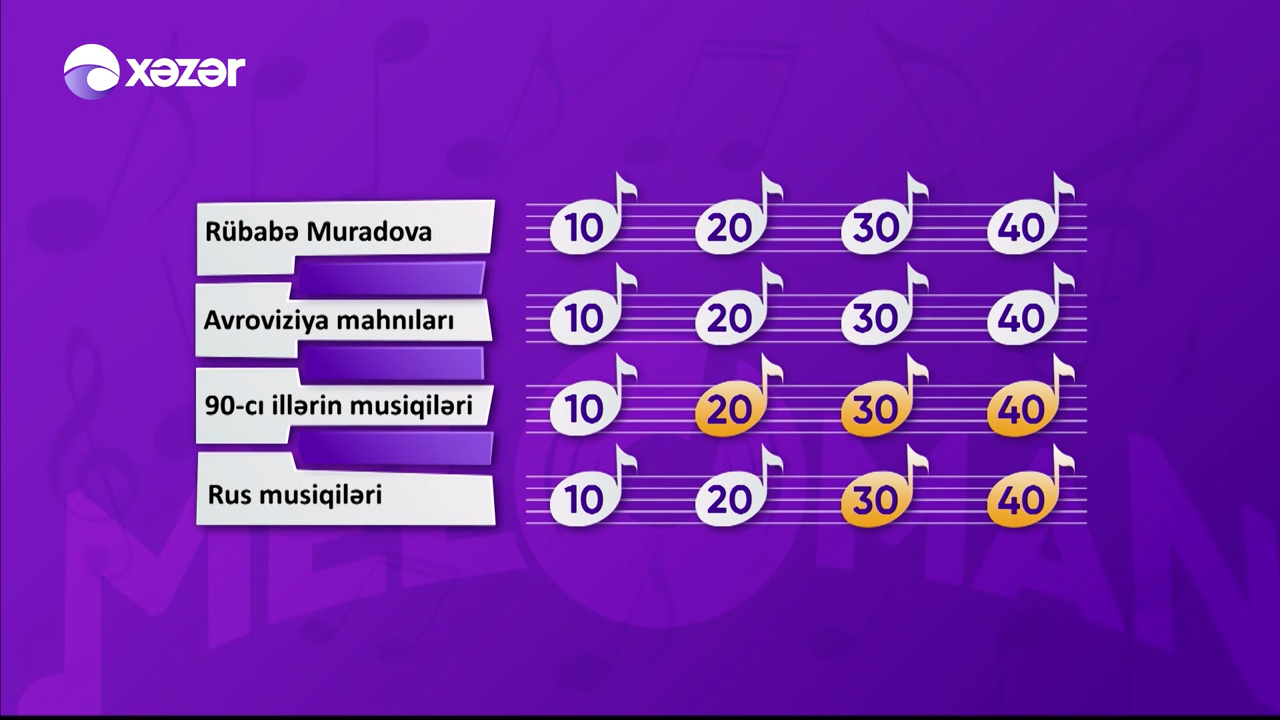 xəzər
Rübabə Muradova 10 20 30 40
Avroviziya mahnıları 10 20 30 40
90-cı illərin musiqiləri 10 20 30 40
Rus musiqiləri 10 20 30 40
MELOMAN